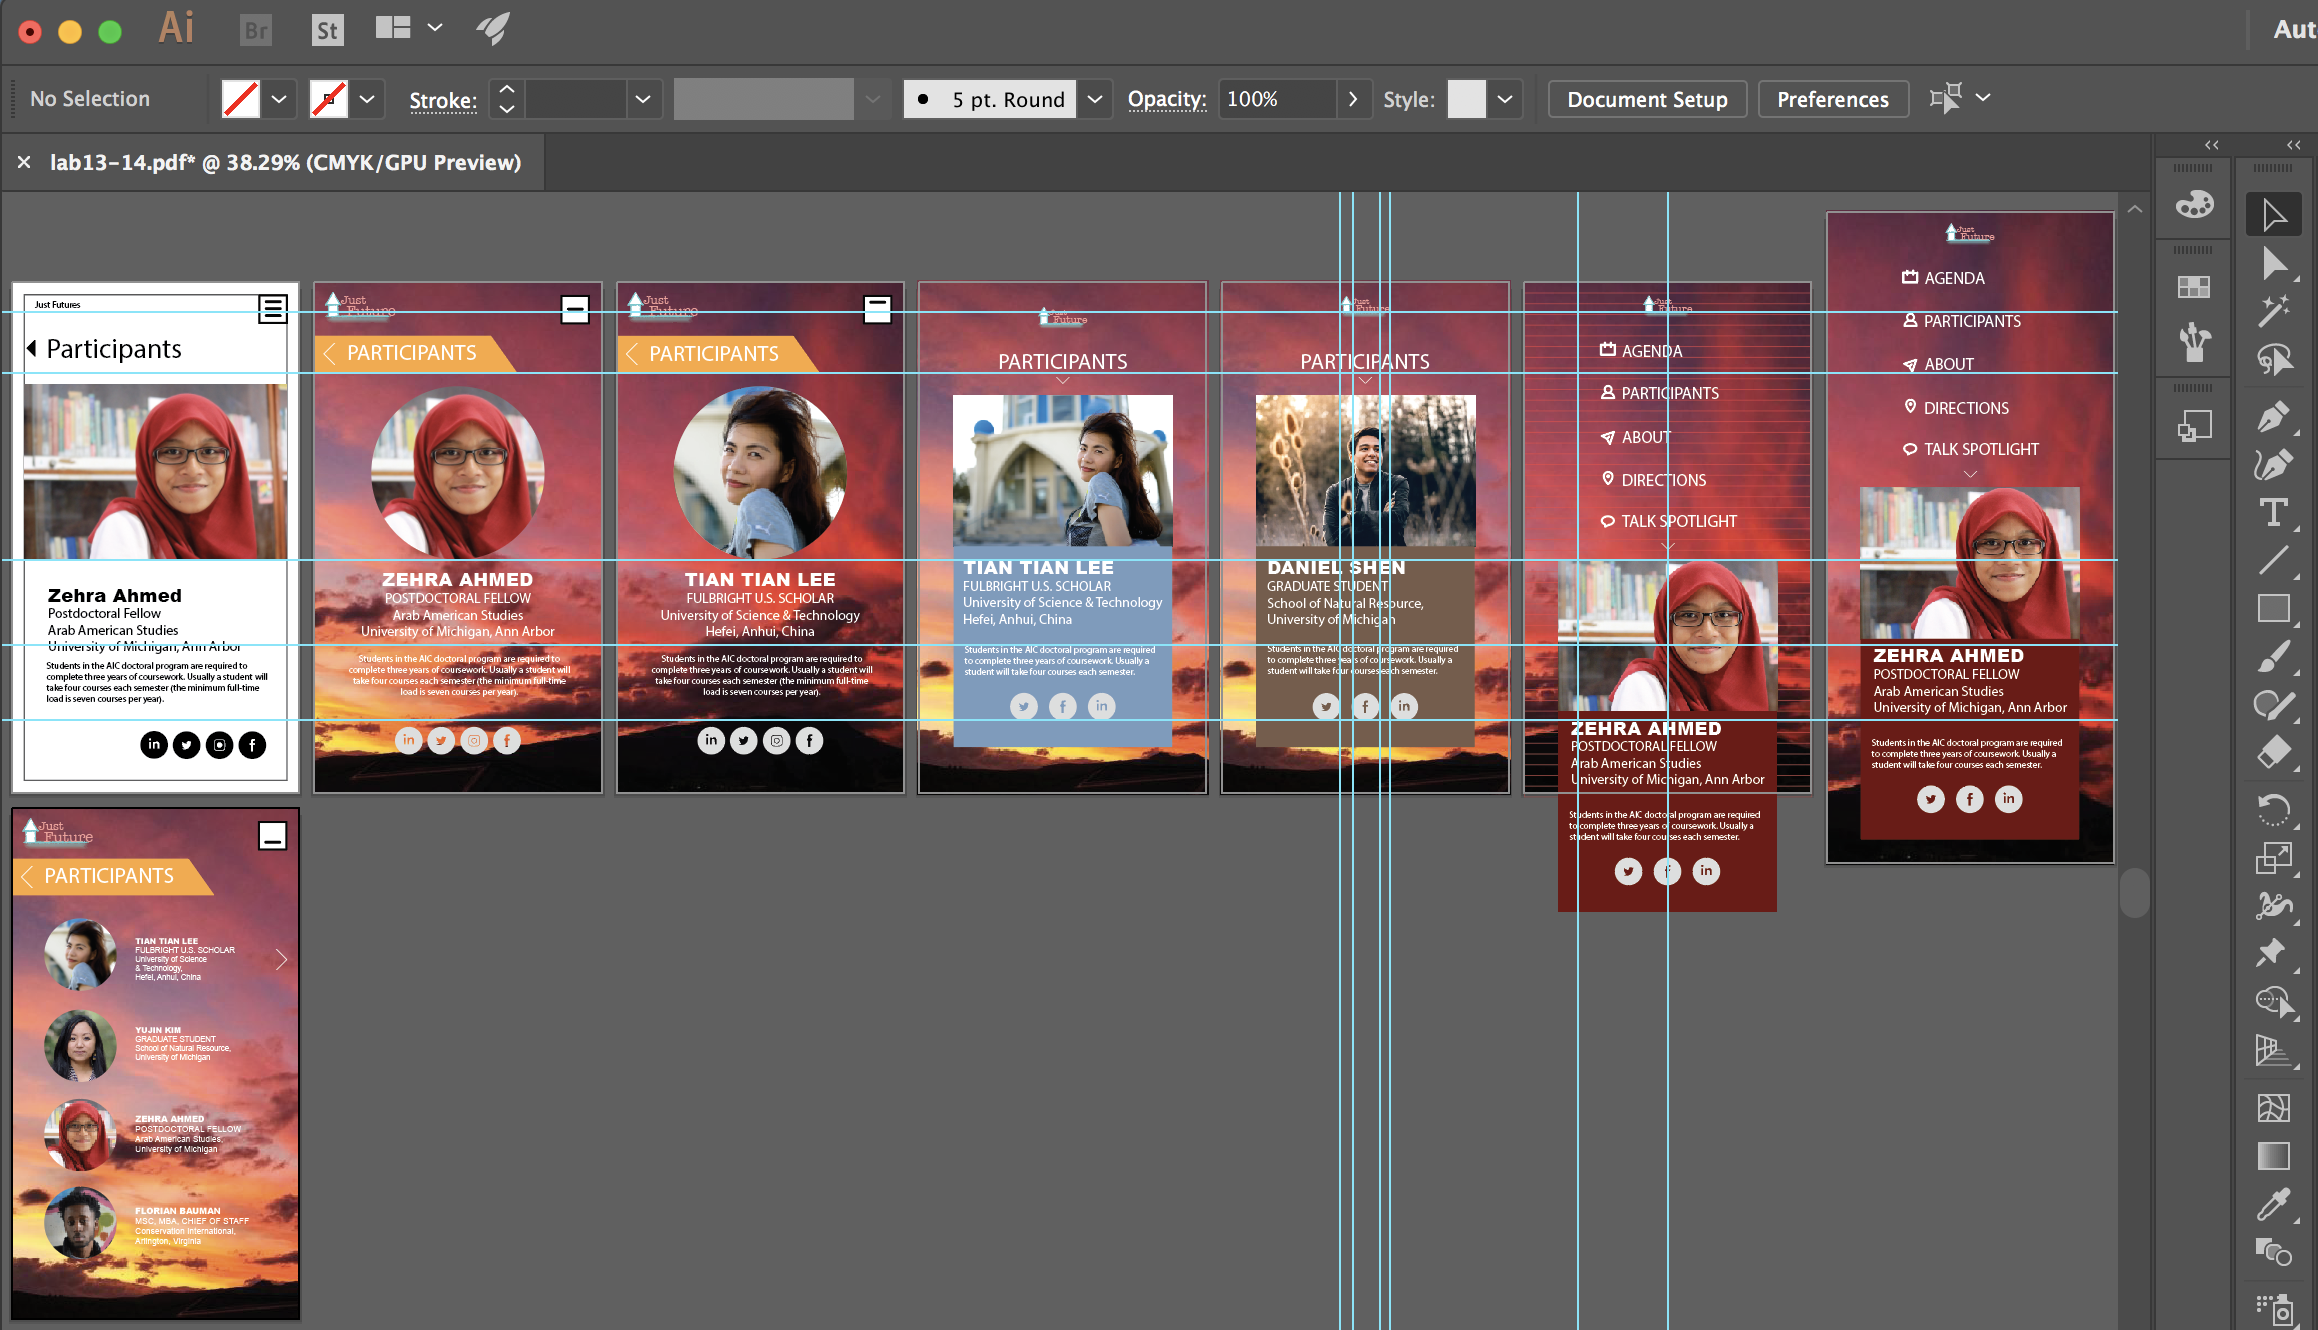 Ai
Br
St
Aut
No Selection
Stroke:
5 pt. Round
Opacity:
100%
Style:
Document Setup
Preferences
lab13-14.pdf* @ 38.29% (CMYK/GPU Preview)
Just Futures
Participants
Zehra Ahmed
Postdoctoral Fellow
Arab American Studies
University of Michigan, Ann Arbor
Students in the AIC doctoral program are required to
complete three years of coursework. Usually a student will
take four courses each semester (the minimum full-time
load is seven courses per year).
in
f
Just
Future
PARTICIPANTS
ZEHRA AHMED
POSTDOCTORAL FELLOW
Arab American Studies
University of Michigan, Ann Arbor
Students in the AIC doctoral program are required to
complete three years of coursework. Usually a student will
take four courses each semester (the minimum full-time
load is seven courses per year).
in
f
Just
Future
PARTICIPANTS
TIAN TIAN LEE
FULBRIGHT U.S. SCHOLAR
University of Science & Technology
Hefei, Anhui, China
Students in the AIC doctoral program are required to
complete three years of coursework. Usually a student will
take four courses each semester (the minimum full-time
load is seven courses per year).
in
f
Just
Future
PARTICIPANTS
TIAN TIAN LEE
FULBRIGHT U.S. SCHOLAR
University of Science & Technology
Hefei, Anhui, China
Students in the AIC doctoral program are required
to complete three years of coursework. Usually a
student will take four courses each semester.
f
in
Just
Future
PARTICIPANTS
DANIEL SHEN
GRADUATE STUDENT
School of Natural Resource,
University of Michigan
Students in the AIC doctoral program are required
to complete three years of coursework. Usually a
student will take four courses each semester.
f
in
Just
Future
AGENDA
PARTICIPANTS
ABOUT
DIRECTIONS
TALK SPOTLIGHT
ZEHRA AHMED
POSTDOCTORAL FELLOW
Arab American Studies
University of Michigan, Ann Arbor
Students in the AIC doctoral program are required
to complete three years of coursework. Usually a
student will take four courses each semester.
f
in
Just
Future
AGENDA
PARTICIPANTS
ABOUT
DIRECTIONS
TALK SPOTLIGHT
ZEHRA AHMED
POSTDOCTORAL FELLOW
Arab American Studies
University of Michigan, Ann Arbor
Students in the AIC doctoral program are required
to complete three years of coursework. Usually a
student will take four courses each semester.
f
in
Just
Future
PARTICIPANTS
TIAN TIAN LEE
FULBRIGHT U.S. SCHOLAR
University of Science
& Technology,
Hefei, Anhui, China
YUJIN KIM
GRADUATE STUDENT
School of Natural Resource,
University of Michigan
ZEHRA AHMED
POSTDOCTORAL FELLOW
Arab American Studies,
University of Michigan
FLORIAN BAUMAN
MSC, MBA, CHIEF OF STAFF
Conservation International,
Arlington, Virginia